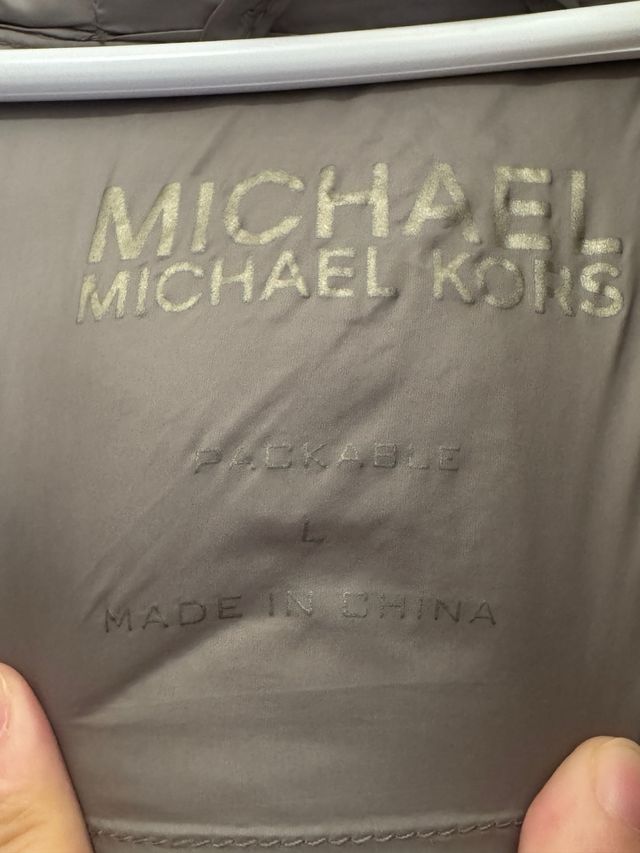 MICHAEL
MICHAEL KORS
PACKABLE
L
MADE IN CHINA